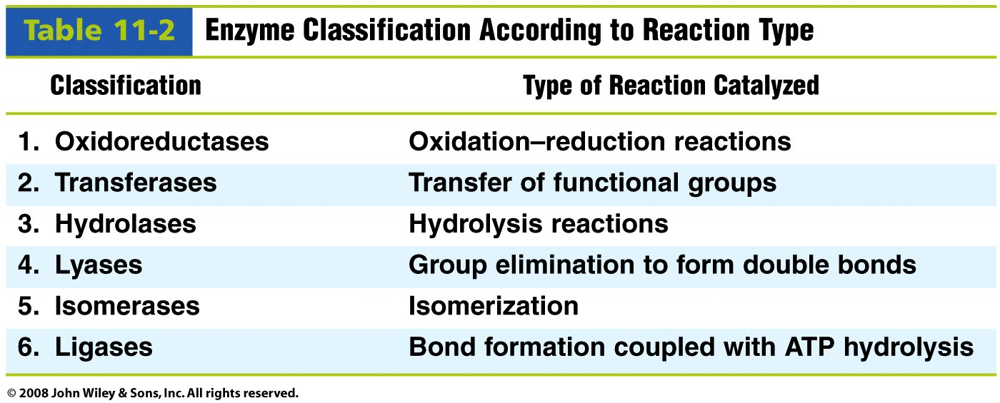 Table 11-2 Enzyme Classification According to Reaction Type
Classification Type of Reaction Catalyzed
1. Oxidoreductases Oxidation–reduction reactions
2. Transferases Transfer of functional groups
3. Hydrolases Hydrolysis reactions
4. Lyases Group elimination to form double bonds
5. Isomerases Isomerization
6. Ligases Bond formation coupled with ATP hydrolysis
© 2008 John Wiley & Sons, Inc. All rights reserved.